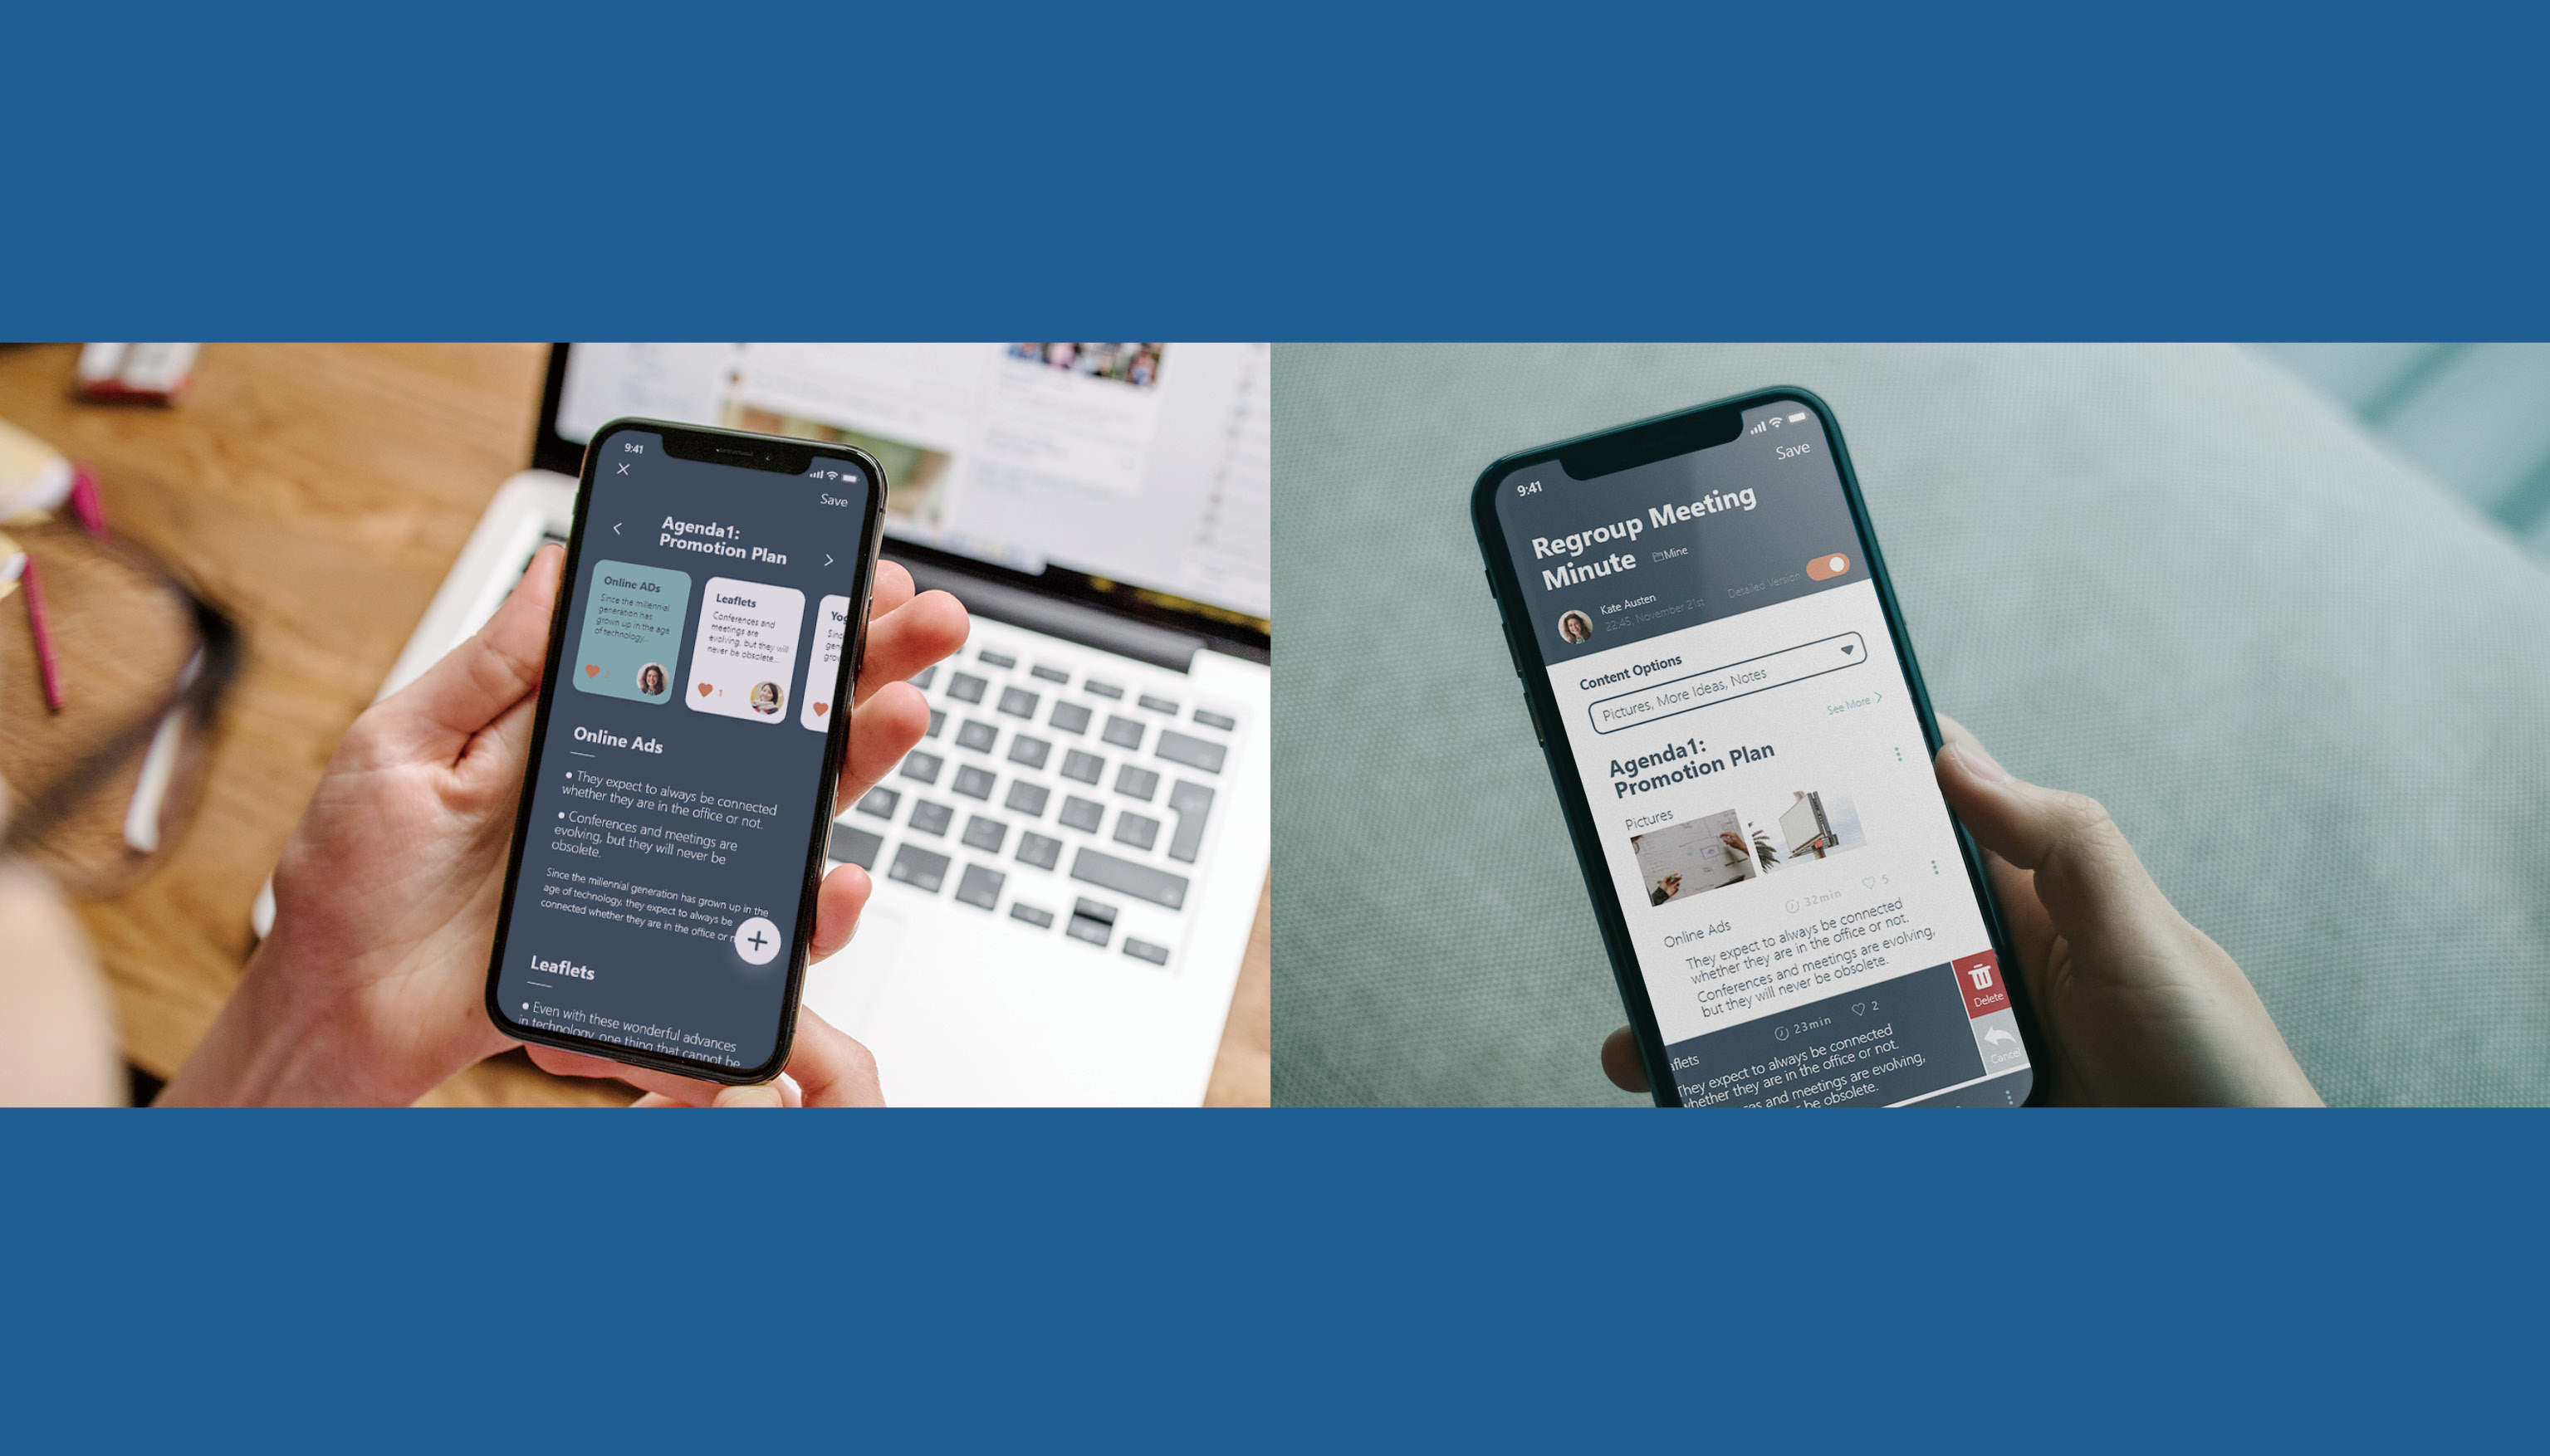 9:41
Save
Agenda1:
Promotion Plan
Online ADs
Since the millennial
generation has
grown up in the age
of technology...
Leaflets
Conferences and
meetings are
evolving, but they will
never be obsolete...
1
Online Ads
• They expect to always be connected
whether they are in the office or not.
• Conferences and meetings are
evolving, but they will never be
obsolete.
Since the millennial generation has grown up in the
age of technology, they expect to always be
connected whether they are in the office or
Leaflets
• Even with these wonderful advances
in technology, one thing that cannot be
9:41
Save
Regroup Meeting
Minute Mine
Kate Austen
22:45, November 21st
Detailed Version
Content Options
Pictures, More Ideas, Notes
See More
Agenda1:
Promotion Plan
Pictures
Online Ads 32min 5
They expect to always be connected
whether they are in the office or not.
Conferences and meetings are evolving,
but they will never be obsolete.
Delete
Cancel
flets 23min 2
They expect to always be connected
whether they are in the office or not.
es and meetings are evolving,
be obsolete.